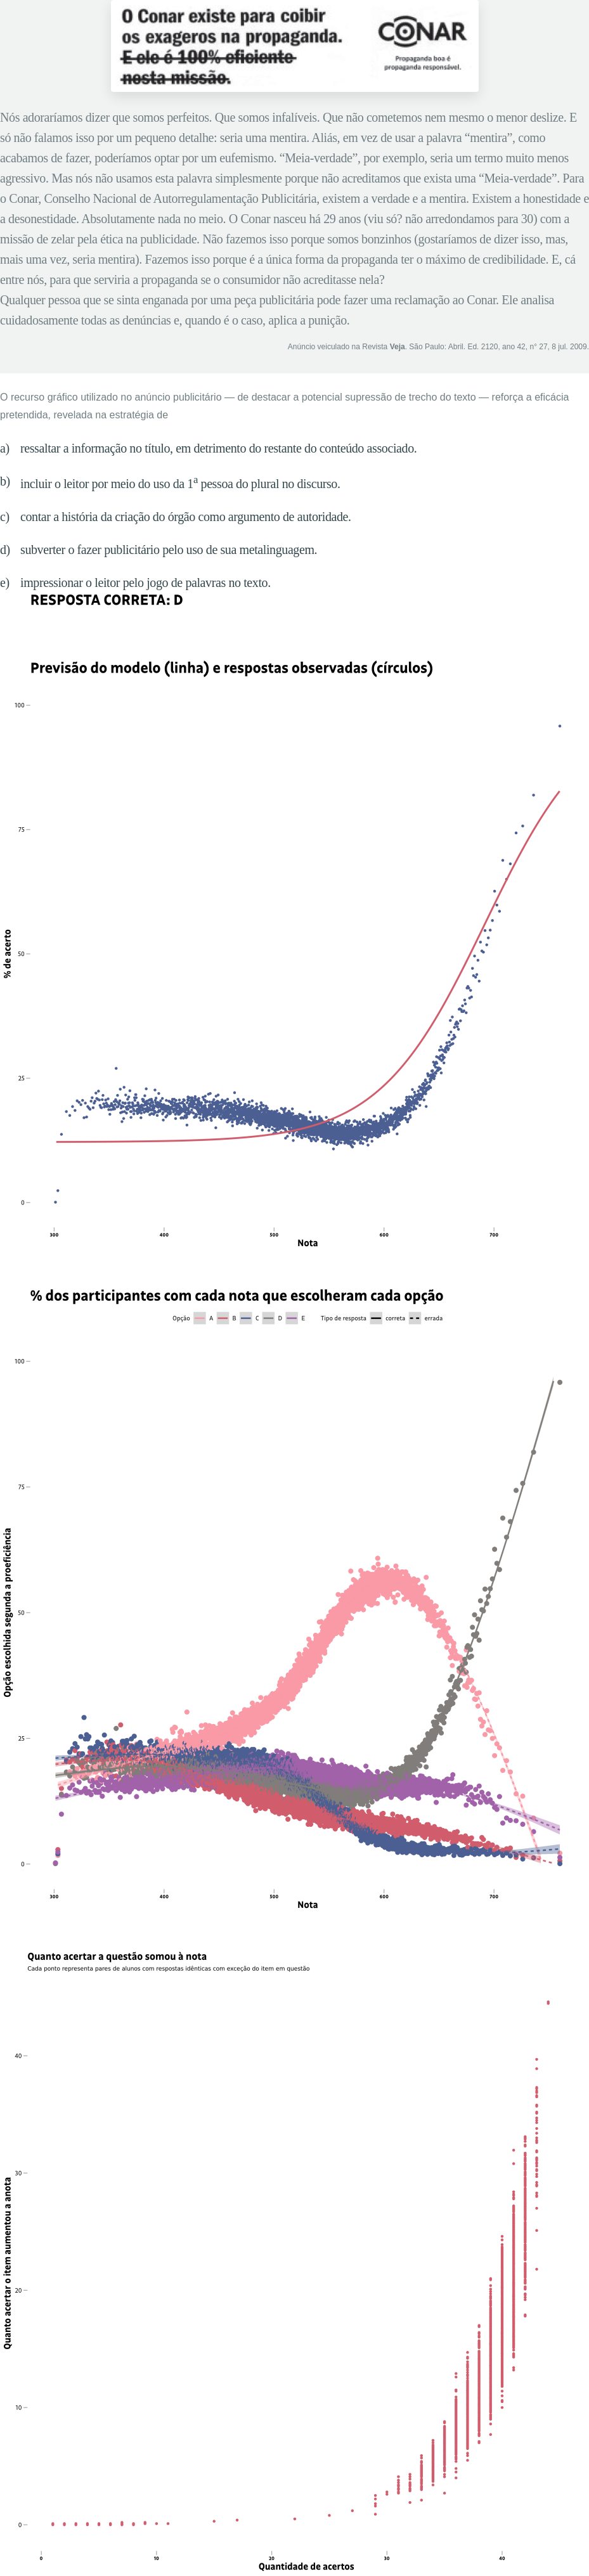 O Conar existe para coibir
os exageros na propaganda.
E ele é 100% eficiente
nesta missão.
CONAR
Propaganda boa é
propaganda responsável.
Nós adoraríamos dizer que somos perfeitos. Que somos infalíveis. Que não cometemos nem mesmo o menor deslize. E
só não falamos isso por um pequeno detalhe: seria uma mentira. Aliás, em vez de usar a palavra “mentira”, como
acabamos de fazer, poderíamos optar por um eufemismo. “Meia-verdade”, por exemplo, seria um termo muito menos
agressivo. Mas nós não usamos esta palavra simplesmente porque não acreditamos que exista uma “Meia-verdade”. Para
o Conar, Conselho Nacional de Autorregulamentação Publicitária, existem a verdade e a mentira. Existem a honestidade e
a desonestidade. Absolutamente nada no meio. O Conar nasceu há 29 anos (viu só? não arredondamos para 30) com a
missão de zelar pela ética na publicidade. Não fazemos isso porque somos bonzinhos (gostaríamos de dizer isso, mas,
mais uma vez, seria mentira). Fazemos isso porque é a única forma da propaganda ter o máximo de credibilidade. E, cá
entre nós, para que serviria a propaganda se o consumidor não acreditasse nela?
Qualquer pessoa que se sinta enganada por uma peça publicitária pode fazer uma reclamação ao Conar. Ele analisa
cuidadosamente todas as denúncias e, quando é o caso, aplica a punição.
Anúncio veiculado na Revista Veja. São Paulo: Abril. Ed. 2120, ano 42, n° 27, 8 jul. 2009.
O recurso gráfico utilizado no anúncio publicitário — de destacar a potencial supressão de trecho do texto — reforça a eficácia
pretendida, revelada na estratégia de
a) ressaltar a informação no título, em detrimento do restante do conteúdo associado.
b) incluir o leitor por meio do uso da 1ª pessoa do plural no discurso.
c) contar a história da criação do órgão como argumento de autoridade.
d) subverter o fazer publicitário pelo uso de sua metalinguagem.
e) impressionar o leitor pelo jogo de palavras no texto.
RESPOSTA CORRETA: D
Previsão do modelo (linha) e respostas observadas (círculos)
100
75
% de acerto
50
25
0
300 400 500 600 700
Nota
% dos participantes com cada nota que escolheram cada opção
Opção A B C D E Tipo de resposta correta errada
100
75
Opção escolhida segunda a proeficiência
50
25
0
300 400 500 600 700
Nota
Quanto acertar a questão somou à nota
Cada ponto representa pares de alunos com respostas idênticas com exceção do item em questão
40
30
Quanto acertar o item aumentou a anota
20
10
0
0 10 20 30 40
Quantidade de acertos